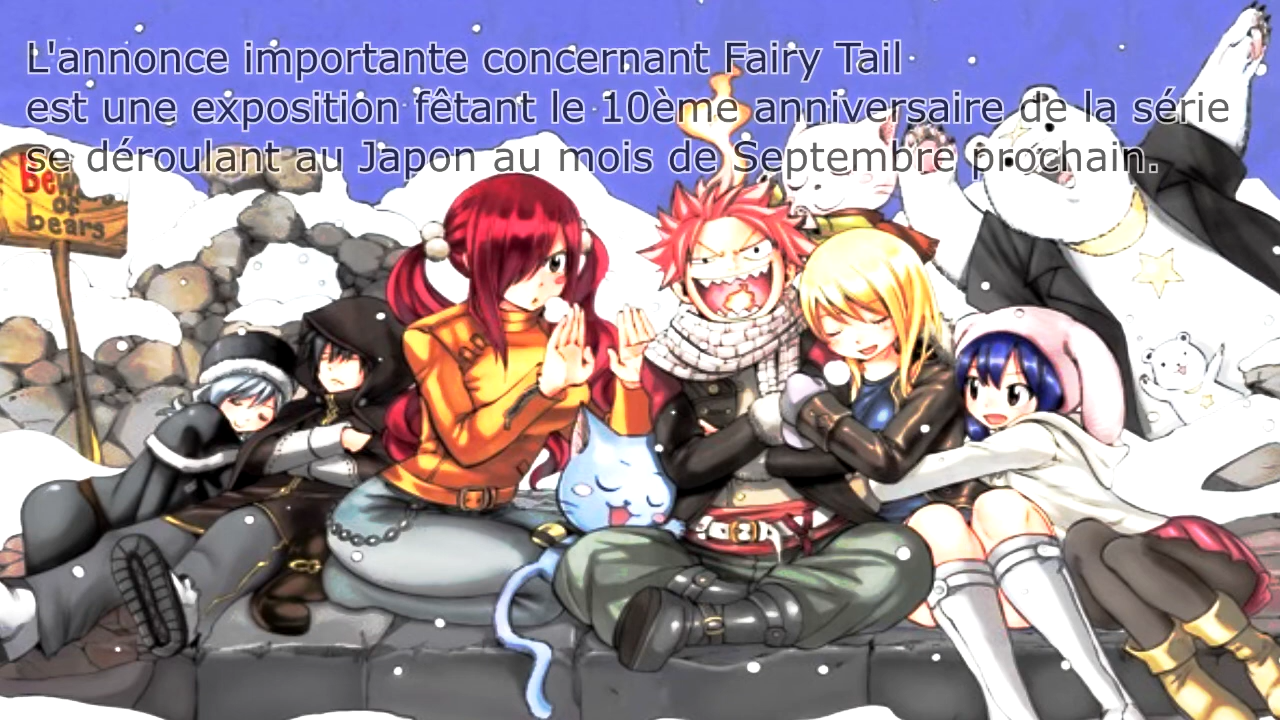 L'annonce importante concernant Fairy Tail
est une exposition fêtant le 10ème anniversaire de la série
se déroulant au Japon au mois de Septembre prochain.
of
bears